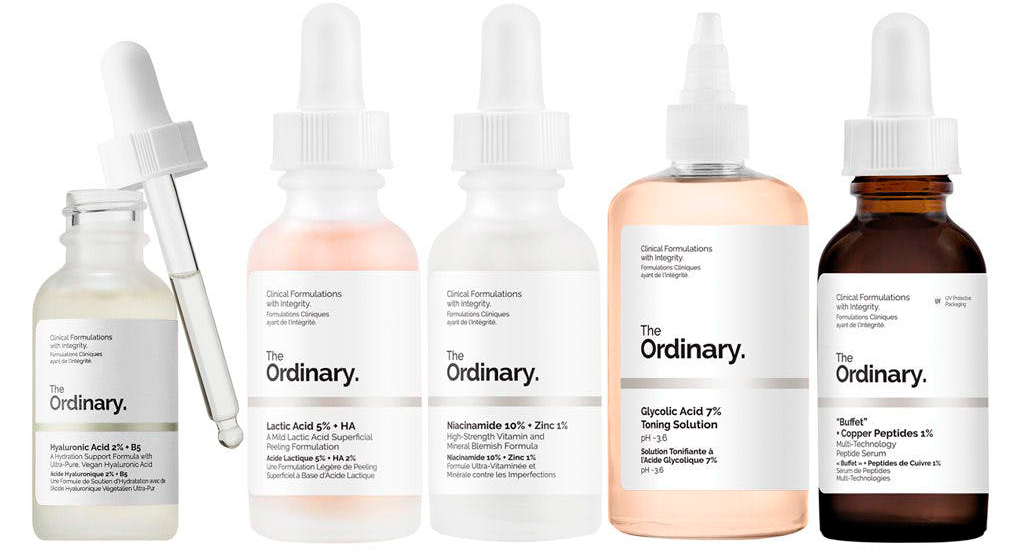 Clinical Formulations
with Integrity.
Formulations Cliniques
ayant de l'Intégrité.
The
Ordinary.
Hyaluronic Acid 2% + B5
A Hydration Support Formula with
Ultra-Pure, Vegan Hyaluronic Acid
Acide Hyaluronique 2% + B5
Une Formule de Soutien d'Hydratation avec de
l'Acide Hyaluronique Végétalien Ultra-Pur
Clinical Formulations
with Integrity.
Formulations Cliniques
ayant de l'Intégrité.
The
Ordinary.
Lactic Acid 5% + HA
A Mild Lactic Acid Superficial
Peeling Formulation
Acide Lactique 5% + HA 2%
Une Formulation Légère de Peeling
Superficiel à Base d'Acide Lactique
Clinical Formulations
with Integrity.
Formulations Cliniques
ayant de l'Intégrité.
The
Ordinary.
Niacinamide 10% + Zinc 1%
High-Strength Vitamin and
Mineral Blemish Formula
Niacinamide 10% + Zinc 1%
Formule Ultra-Vitaminée et
Minérale contre les Imperfections
Clinical Formulations
with Integrity.
Formulations Cliniques
ayant de l'Intégrité.
The
Ordinary.
Glycolic Acid 7%
Toning Solution
pH ~3.6
Solution Tonifiante à
l'Acide Glycolique 7%
pH ~3.6
Clinical Formulations
with Integrity.
Formulations Cliniques
ayant de l'Intégrité.
UV UV Protective
Packaging
The
Ordinary.
"Buffet"
+ Copper Peptides 1%
Multi-Technology
Peptide Serum
« Buffet » + Peptides de Cuivre 1%
Sérum de Peptides
Multi-Technologies